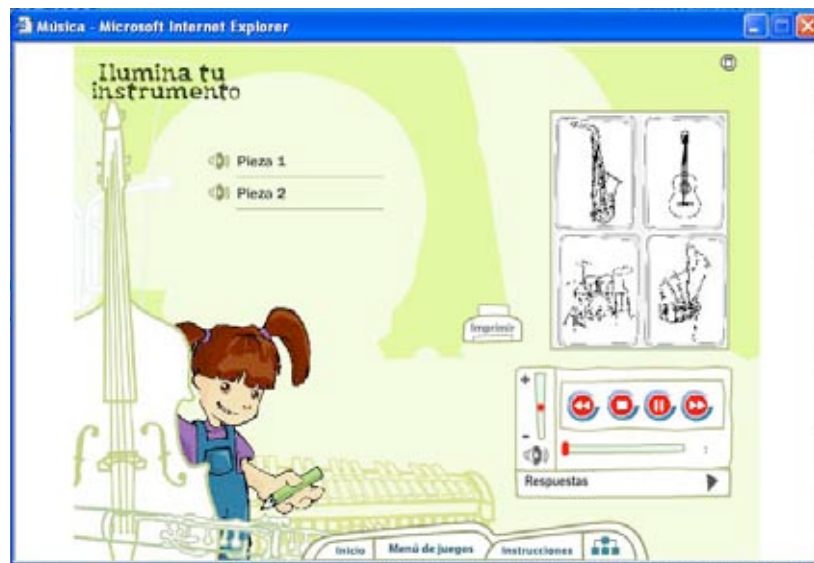 Música - Microsoft Internet Explorer
Ilumina tu
instrumento
Pieza 1
Pieza 2
Imprimir
+
-
Respuestas
Inicio
Menú de juegos
Instrucciones